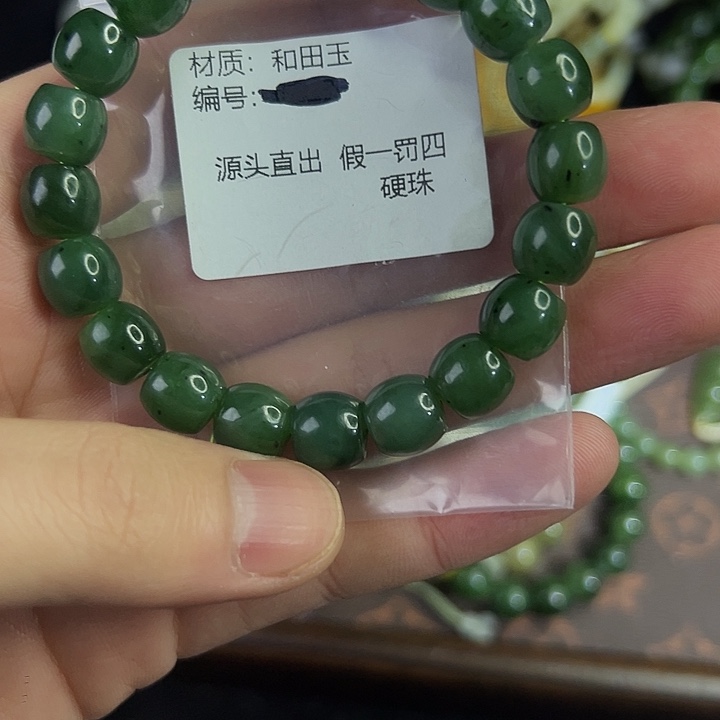 材质：和田玉
编号：
源头直出 假一罚四
硬珠